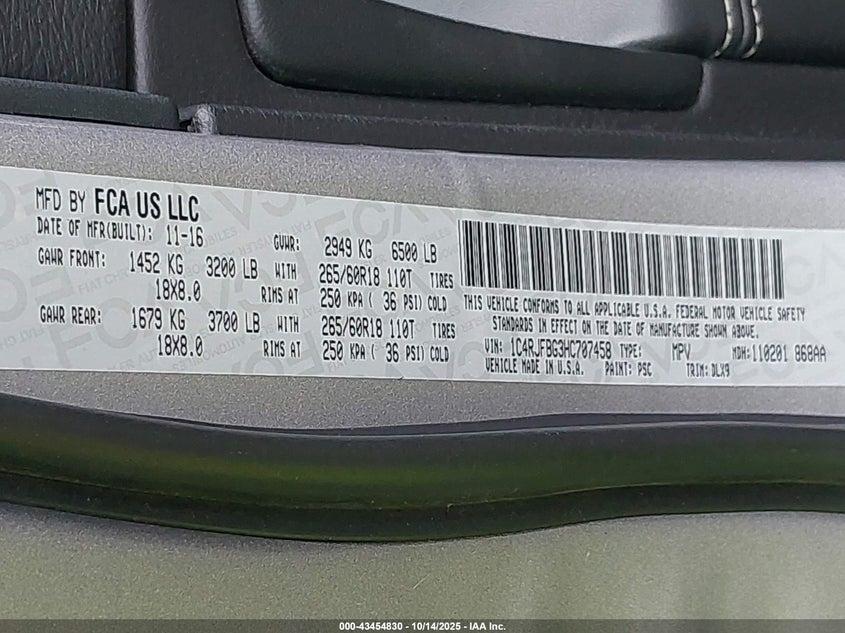 MFD BY FCA US LLC
DATE OF MFR(BUILT): 11-16 GVWR: 2949 KG 6500 LB
GAWR FRONT: 1452 KG 3200 LB WITH 265/60R18 110T TIRES
18X8.0 RIMS AT 250 KPA ( 36 PSI) COLD
GAWR REAR: 1679 KG 3700 LB WITH 265/60R18 110T TIRES
18X8.0 RIMS AT 250 KPA ( 36 PSI) COLD
THIS VEHICLE CONFORMS TO ALL APPLICABLE U.S.A. FEDERAL MOTOR VEHICLE SAFETY
STANDARDS IN EFFECT ON THE DATE OF MANUFACTURE SHOWN ABOVE.
VIN: 1C4RJFBG3HC707458 TYPE: MPV MDH: 110201 868AA
VEHICLE MADE IN U.S.A. PAINT: PSC TRIM: DLX9
000-43454830 - 10/14/2025 - IAA Inc.